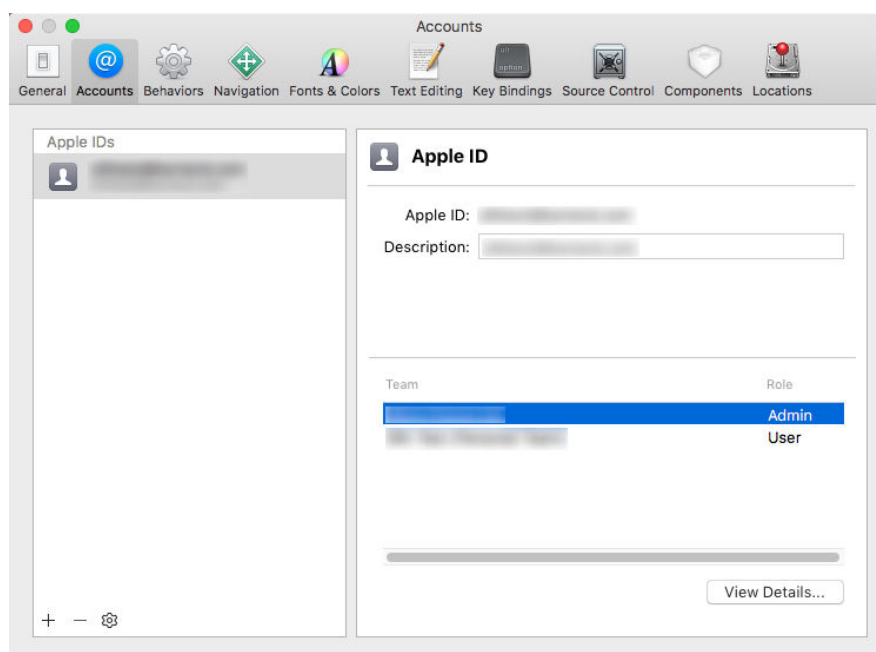 Accounts
General Accounts Behaviors Navigation Fonts & Colors Text Editing Key Bindings Source Control Components Locations
Apple IDs
Apple ID
Apple ID:
Description:
Team Role
Admin
User
View Details...